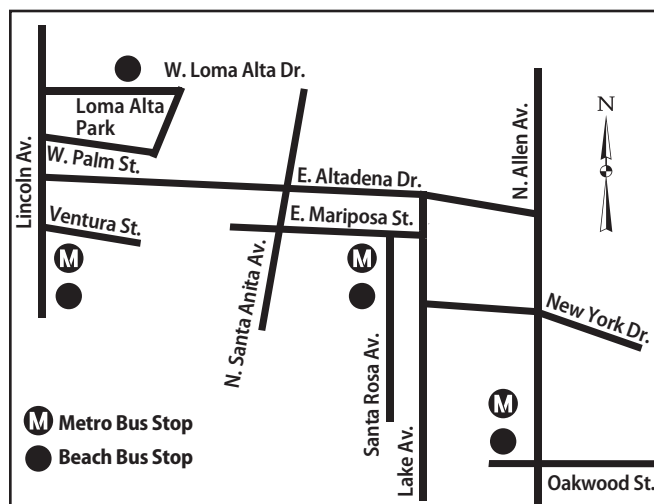 W. Loma Alta Dr.
Loma Alta
Park
W. Palm St.
Lincoln Av.
N. Allen Av.
N
E. Altadena Dr.
Ventura St.
E. Mariposa St.
M
M
N. Santa Anita Av.
New York Dr.
Santa Rosa Av.
Lake Av.
M
M Metro Bus Stop
Beach Bus Stop
Oakwood St.